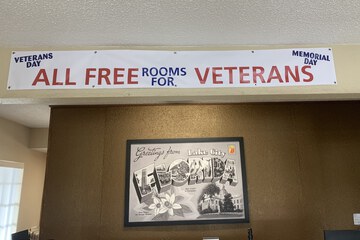 VETERANS
DAY
ALL FREE ROOMS
FOR. VETERANS
MEMORIAL
DAY
Greetings from
Lake City
FLORIDA